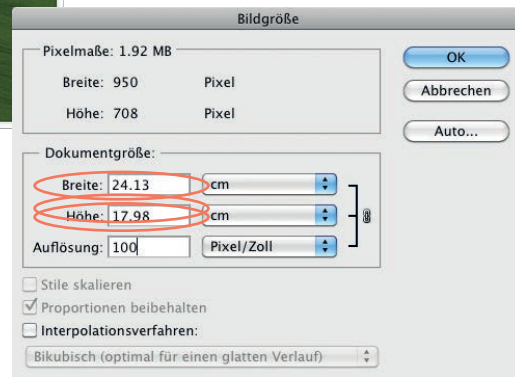 Bildgröße
Pixelmaße: 1.92 MB
Breite: 950 Pixel
Höhe: 708 Pixel
OK
Abbrechen
Auto...
Dokumentgröße:
Breite: 24.13 cm
Höhe: 17.98 cm
Auflösung: 100 Pixel/Zoll
Stile skalieren
Proportionen beibehalten
Interpolationsverfahren:
Bikubisch (optimal für einen glatten Verlauf)